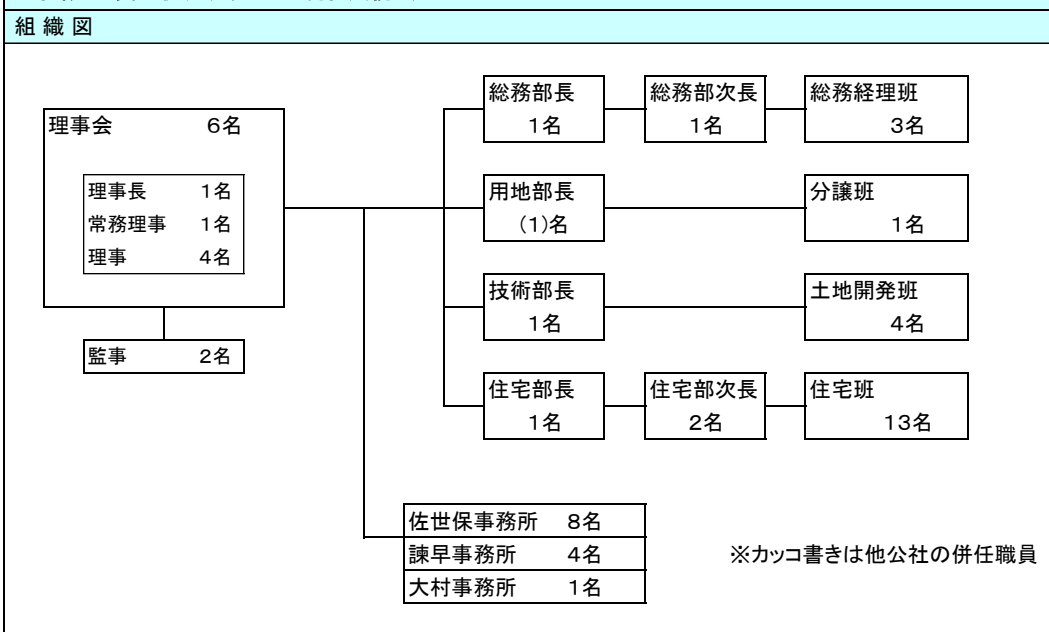 組 織 図
総務部長
1名
総務部次長
1名
総務経理班
3名
理事会 6名
理事長 1名
常務理事 1名
理事 4名
監事 2名
用地部長
(1)名
分譲班
1名
技術部長
1名
土地開発班
4名
住宅部長
1名
住宅部次長
2名
住宅班
13名
佐世保事務所 8名
諫早事務所 4名
大村事務所 1名
※カッコ書きは他公社の併任職員